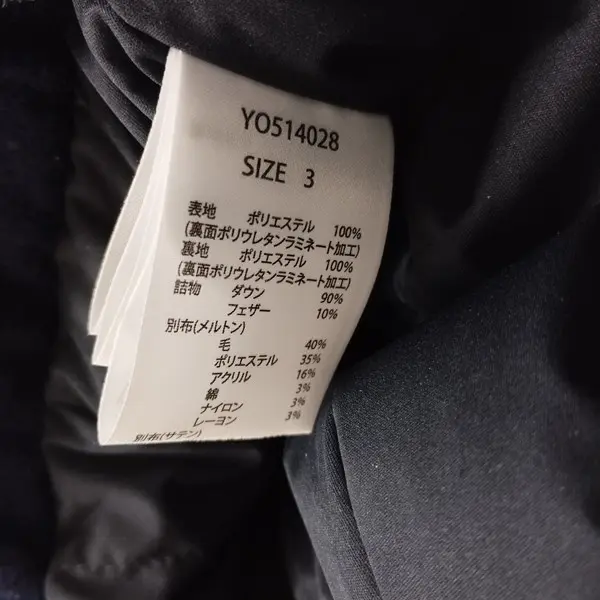 YO514028
SIZE 3
表地 ポリエステル 100%
(裏面ポリウレタンラミネート加工)
裏地 ポリエステル 100%
(裏面ポリウレタンラミネート加工)
詰物 ダウン 90%
フェザー 10%
別布(メルトン)
毛 40%
ポリエステル 35%
アクリル 16%
綿 3%
ナイロン 3%
レーヨン 3%
別布(サテン)